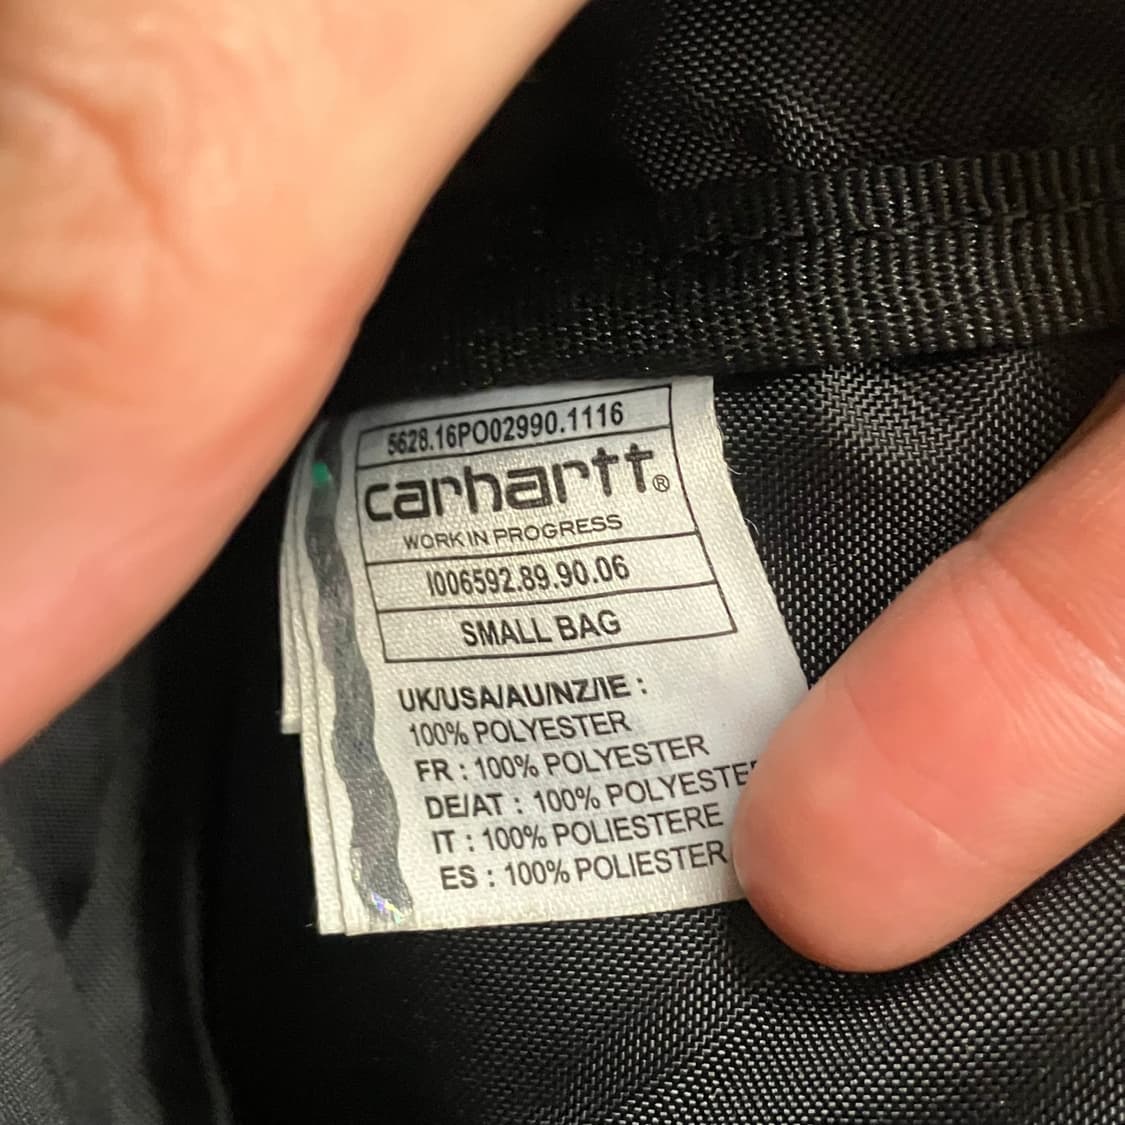 5628.16PO02990.1116
carhartt®
WORK IN PROGRESS
I006592.89.90.06
SMALL BAG
UK/USA/AU/NZ/IE :
100% POLYESTER
FR : 100% POLYESTER
DE/AT : 100% POLYESTER
IT : 100% POLIESTERE
ES : 100% POLIESTER